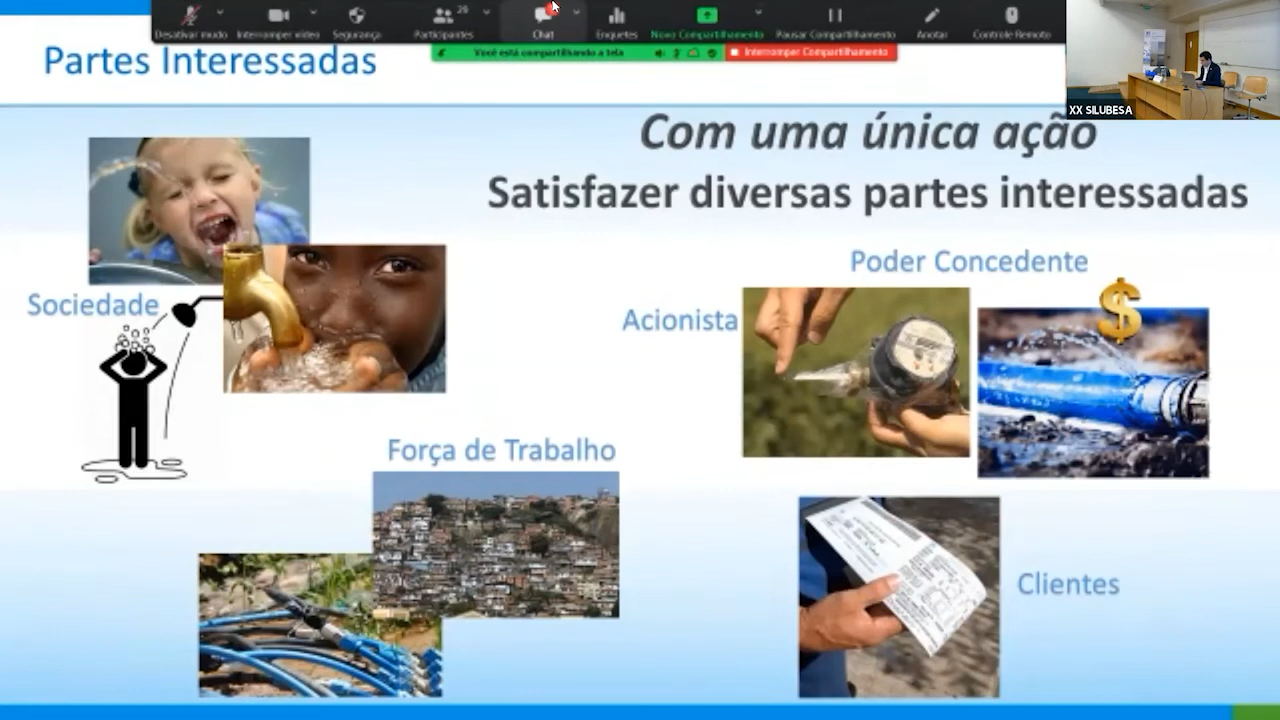 Desativar mudo
Interromper vídeo
Segurança
Participantes
28
Chat
Enquetes
Novo Compartilhamento
Pausar Compartilhamento
Anotar
Controle Remoto
Você está compartilhando a tela
Interromper Compartilhamento
XX SILUBESA
Partes Interessadas
Com uma única ação
Satisfazer diversas partes interessadas
Poder Concedente
$
Sociedade
Acionista
Força de Trabalho
Clientes